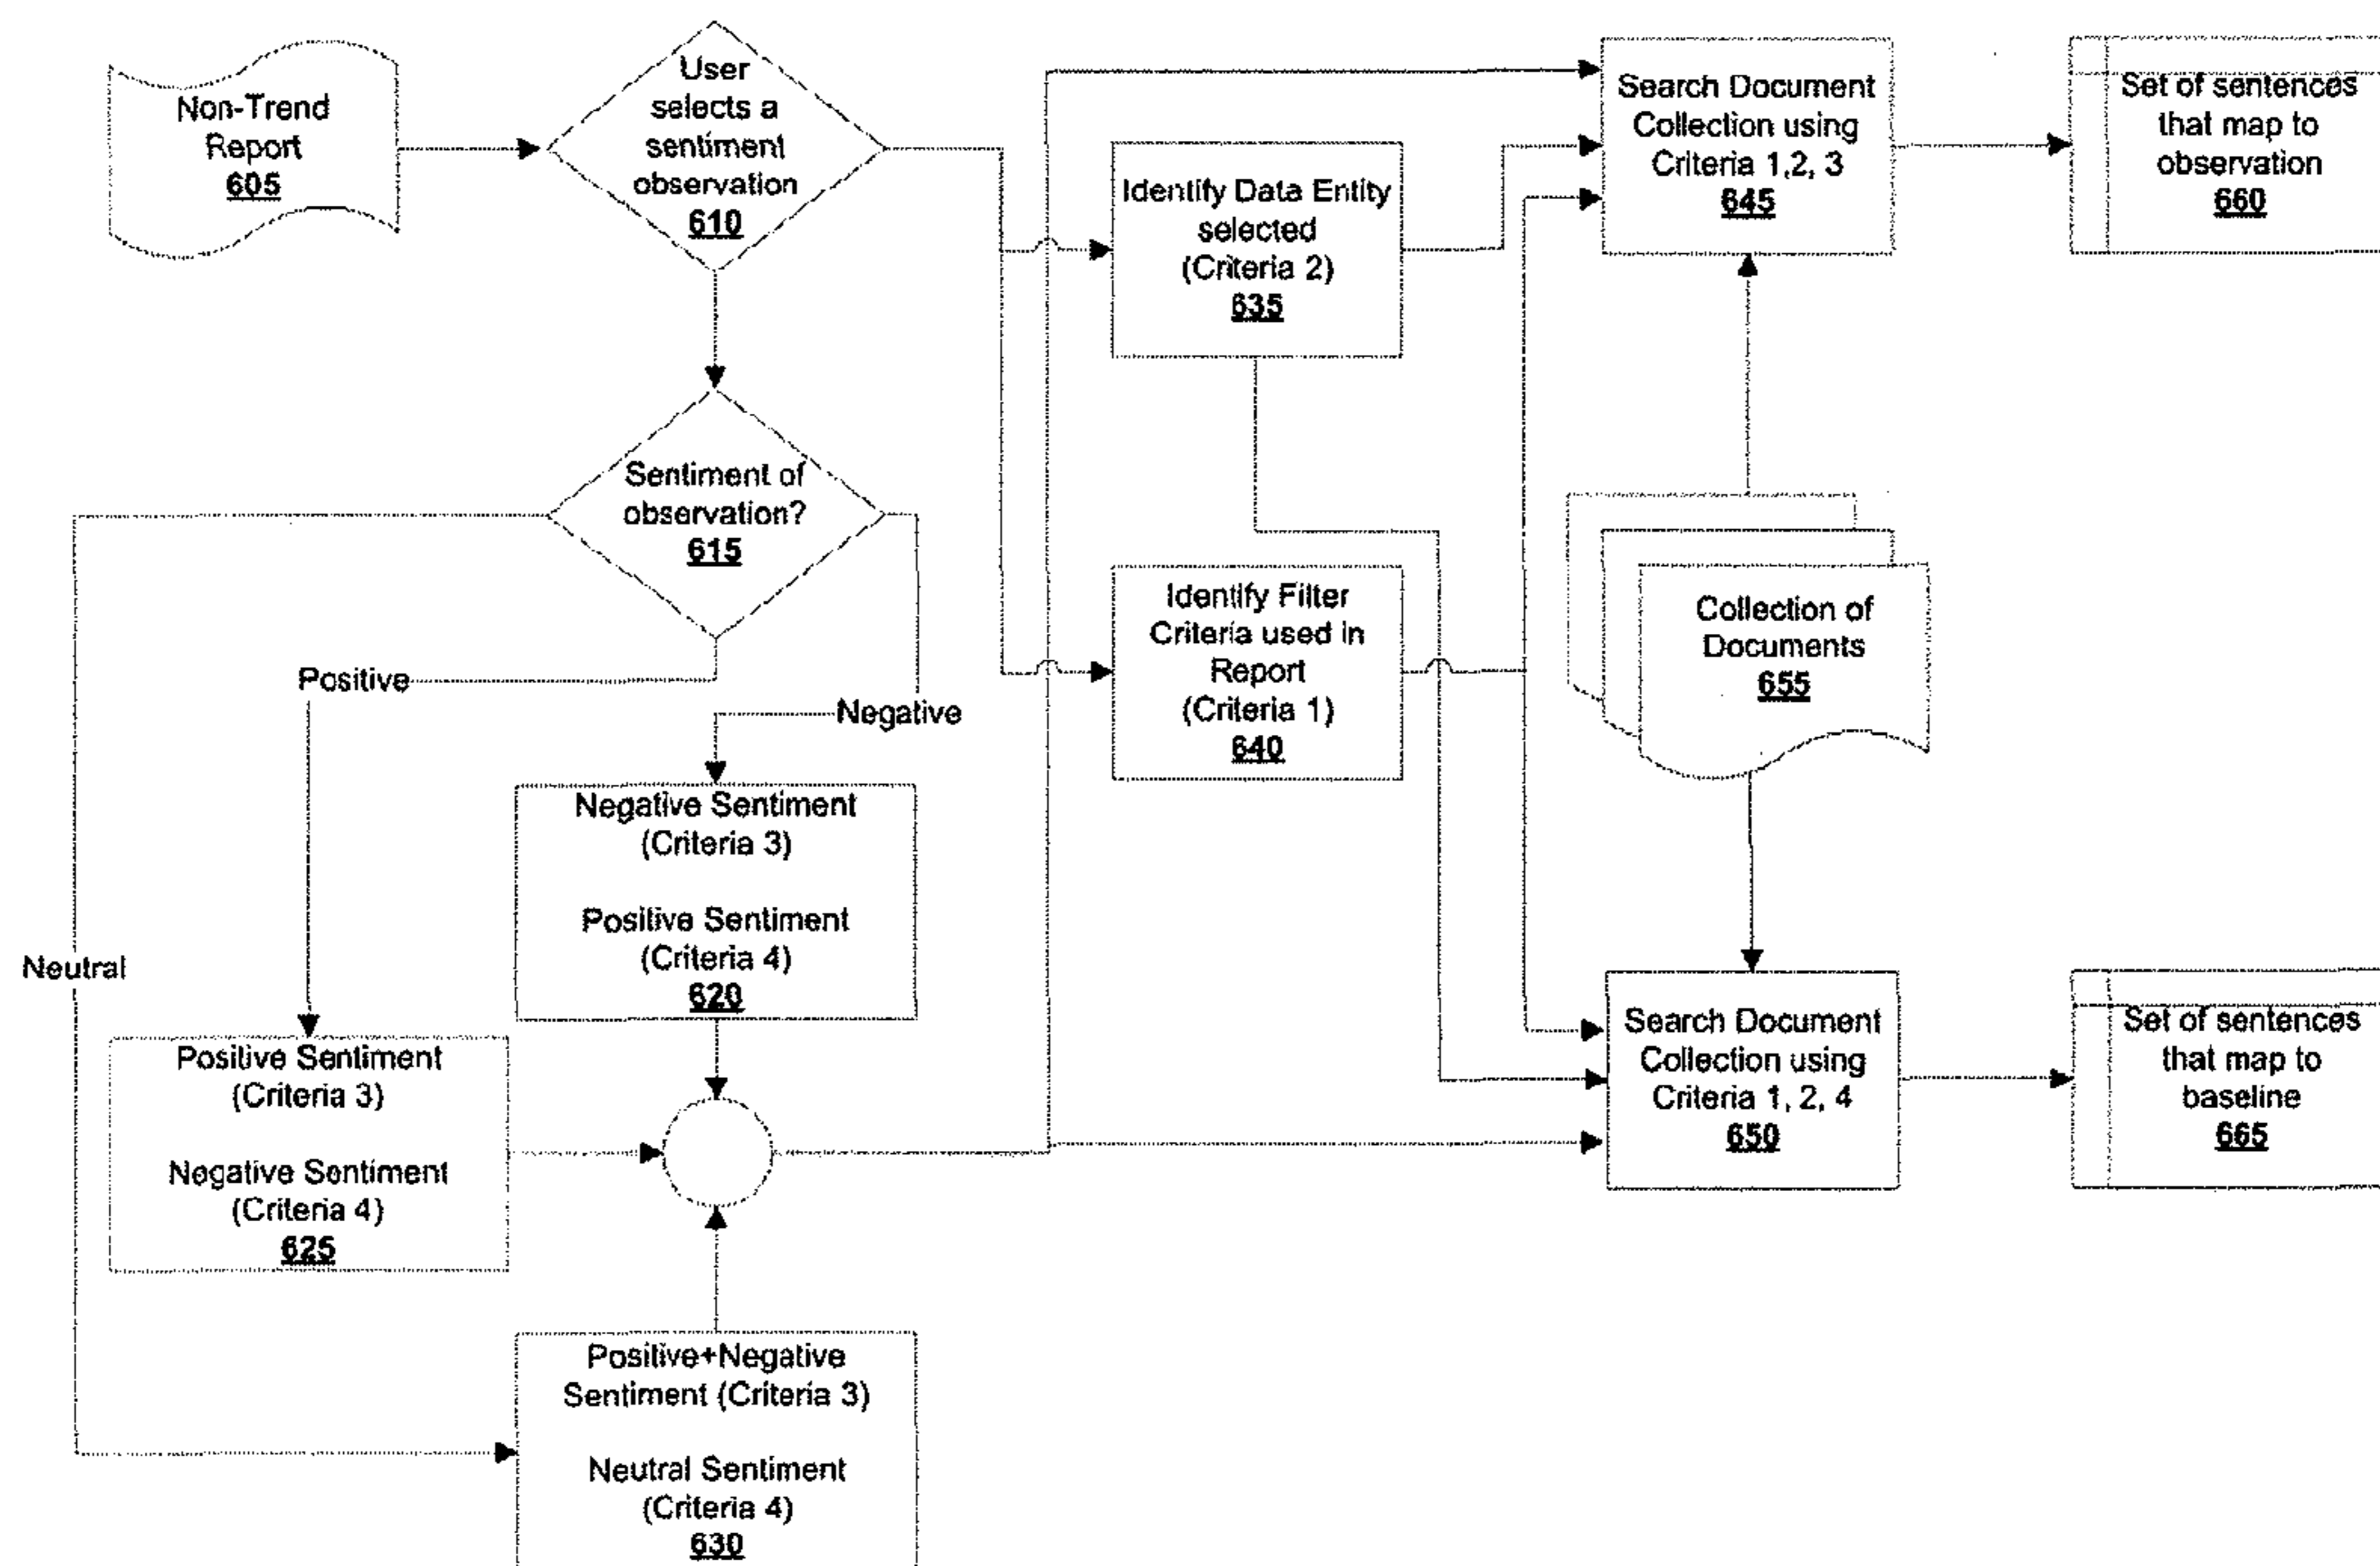 Non-Trend
Report
605
User
selects a
sentiment
observation
610
Sentiment of
observation?
615
Positive
Negative
Neutral
Negative Sentiment
(Criteria 3)
Positive Sentiment
(Criteria 4)
620
Positive Sentiment
(Criteria 3)
Negative Sentiment
(Criteria 4)
625
Positive+Negative
Sentiment (Criteria 3)
Neutral Sentiment
(Criteria 4)
630
Identify Data Entity
selected
(Criteria 2)
635
Identify Filter
Criteria used in
Report
(Criteria 1)
640
Search Document
Collection using
Criteria 1,2, 3
645
Collection of
Documents
655
Search Document
Collection using
Criteria 1, 2, 4
650
Set of sentences
that map to
observation
660
Set of sentences
that map to
baseline
665